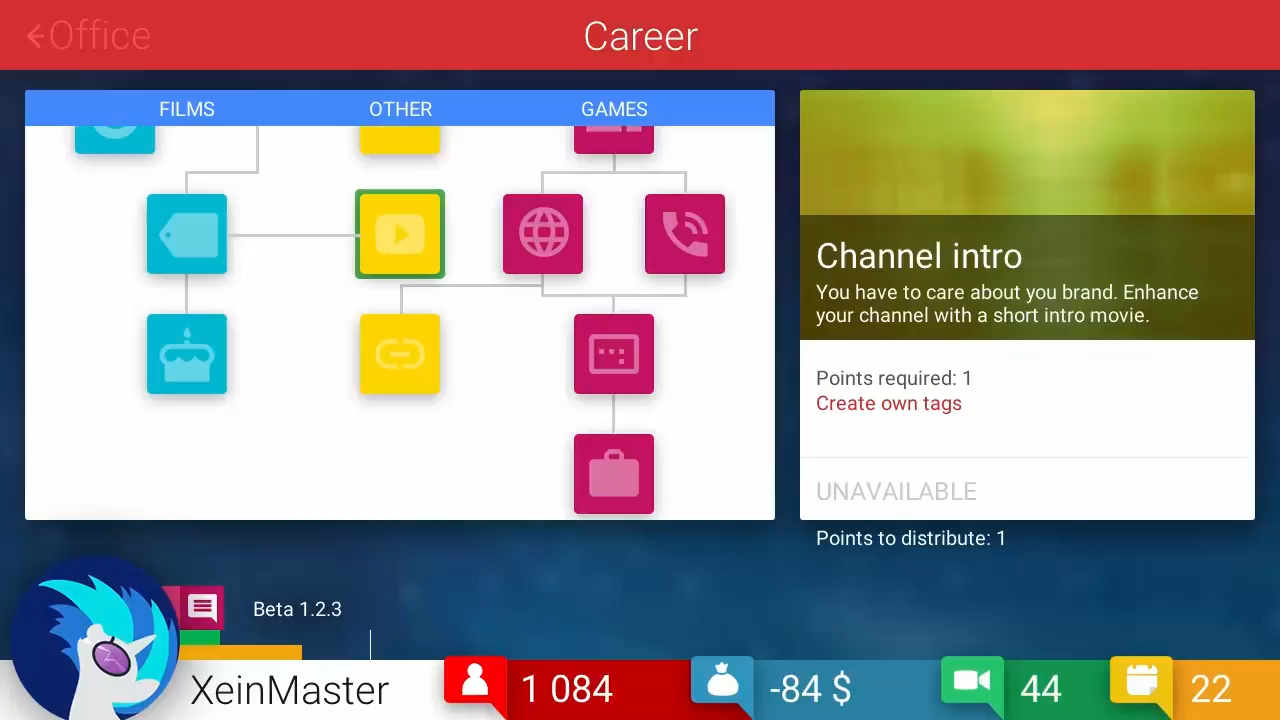 Office
Career
FILMS
OTHER
GAMES
Channel intro
You have to care about you brand. Enhance
your channel with a short intro movie.
Points required: 1
Create own tags
UNAVAILABLE
Points to distribute: 1
Beta 1.2.3
XeinMaster
1 084
-84 $
44
22